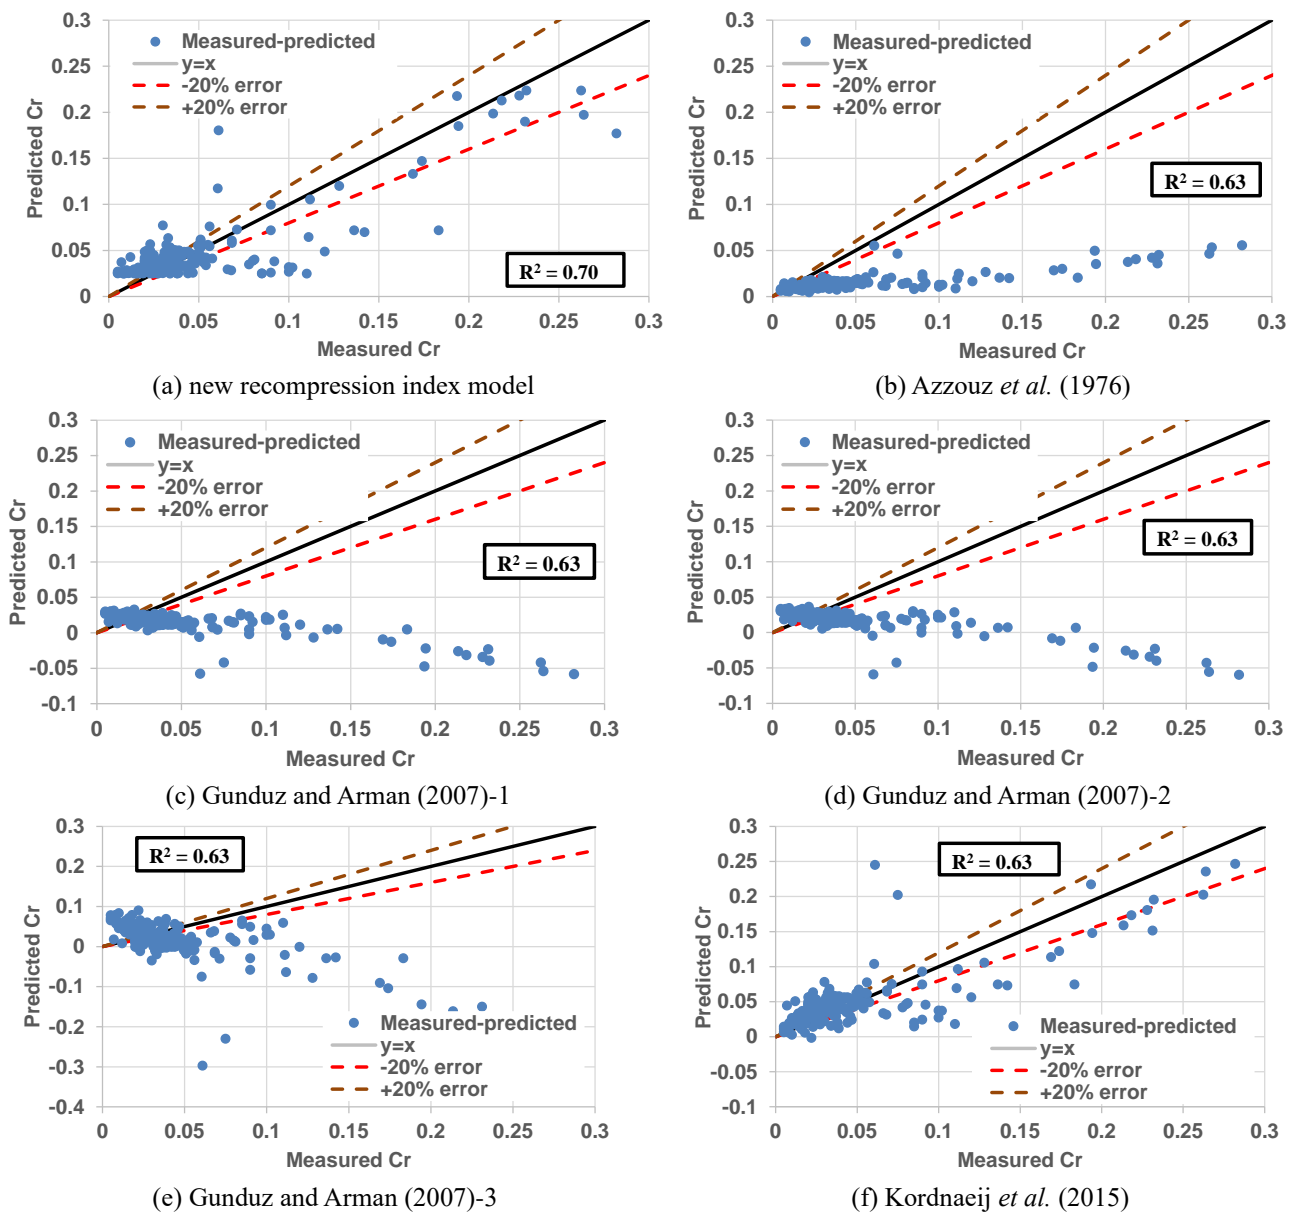 0.3
0.25
0.2
0.15
0.1
0.05
0
Predicted Cr
Measured-predicted
y=x
-20% error
+20% error
R² = 0.70
0 0.05 0.1 0.15 0.2 0.25 0.3
Measured Cr
(a) new recompression index model
0.3
0.25
0.2
0.15
0.1
0.05
0
Predicted Cr
Measured-predicted
y=x
-20% error
+20% error
R² = 0.63
0 0.05 0.1 0.15 0.2 0.25 0.3
Measured Cr
(b) Azzouz et al. (1976)
0.3
0.25
0.2
0.15
0.1
0.05
0
-0.05
-0.1
Predicted Cr
Measured-predicted
y=x
-20% error
+20% error
R² = 0.63
0 0.05 0.1 0.15 0.2 0.25 0.3
Measured Cr
(c) Gunduz and Arman (2007)-1
0.3
0.25
0.2
0.15
0.1
0.05
0
-0.05
-0.1
Predicted Cr
Measured-predicted
y=x
-20% error
+20% error
R² = 0.63
0 0.05 0.1 0.15 0.2 0.25 0.3
Measured Cr
(d) Gunduz and Arman (2007)-2
0.3
0.2
0.1
0
-0.1
-0.2
-0.3
-0.4
Predicted Cr
R² = 0.63
Measured-predicted
y=x
-20% error
+20% error
0 0.05 0.1 0.15 0.2 0.25 0.3
Measured Cr
(e) Gunduz and Arman (2007)-3
0.3
0.25
0.2
0.15
0.1
0.05
0
-0.05
-0.1
Predicted Cr
R² = 0.63
Measured-predicted
y=x
-20% error
+20% error
0 0.05 0.1 0.15 0.2 0.25 0.3
Measured Cr
(f) Kordnaeij et al. (2015)